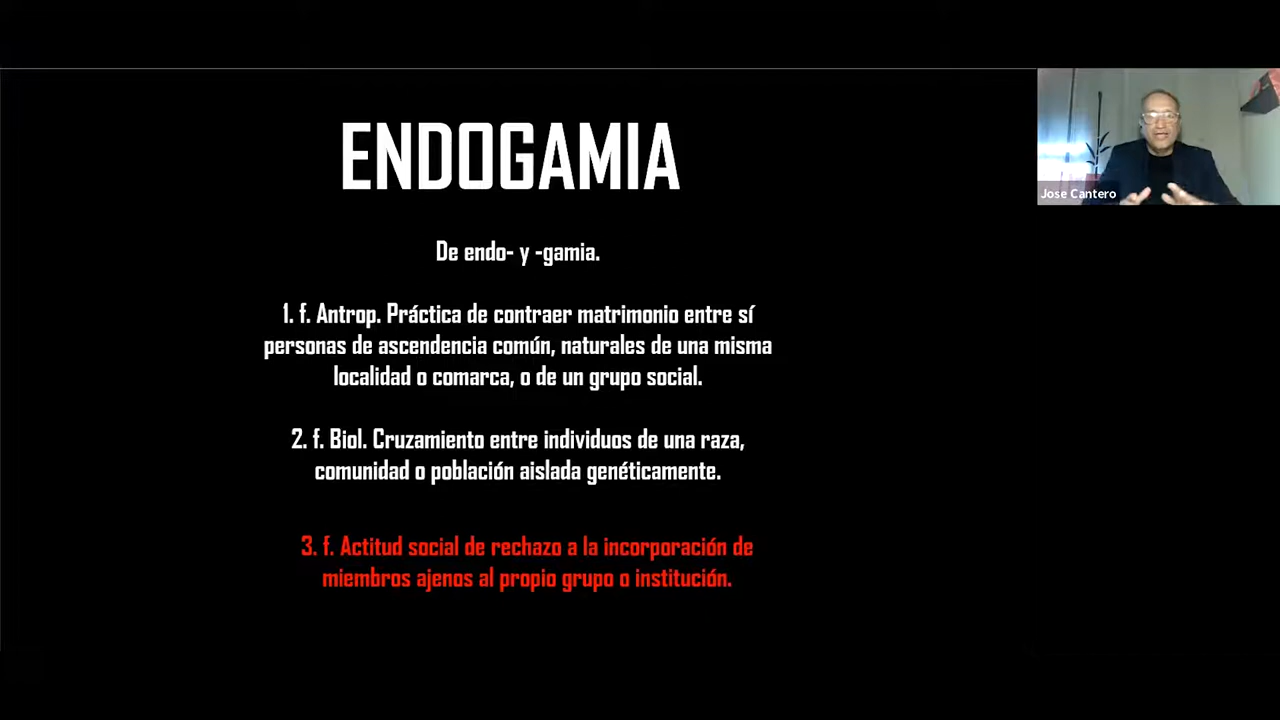 ENDOGAMIA
De endo- y -gamia.
1. f. Antrop. Práctica de contraer matrimonio entre sí
personas de ascendencia común, naturales de una misma
localidad o comarca, o de un grupo social.
2. f. Biol. Cruzamiento entre individuos de una raza,
comunidad o población aislada genéticamente.
3. f. Actitud social de rechazo a la incorporación de
miembros ajenos al propio grupo o institución.
Jose Cantero